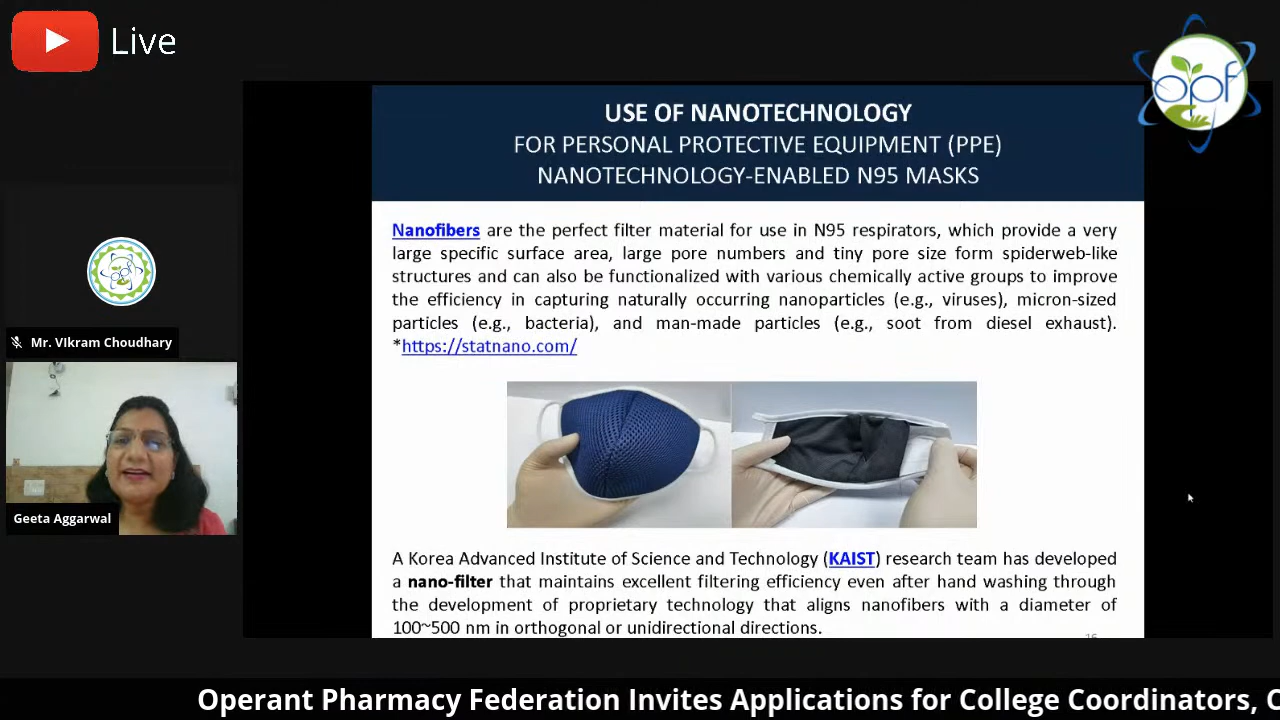 Live
opf
USE OF NANOTECHNOLOGY
FOR PERSONAL PROTECTIVE EQUIPMENT (PPE)
NANOTECHNOLOGY-ENABLED N95 MASKS
Nanofibers are the perfect filter material for use in N95 respirators, which provide a very
large specific surface area, large pore numbers and tiny pore size form spiderweb-like
structures and can also be functionalized with various chemically active groups to improve
the efficiency in capturing naturally occurring nanoparticles (e.g., viruses), micron-sized
particles (e.g., bacteria), and man-made particles (e.g., soot from diesel exhaust).
*https://statnano.com/
Mr. VIkram Choudhary
Geeta Aggarwal
A Korea Advanced Institute of Science and Technology (KAIST) research team has developed
a nano-filter that maintains excellent filtering efficiency even after hand washing through
the development of proprietary technology that aligns nanofibers with a diameter of
100~500 nm in orthogonal or unidirectional directions.
Operant Pharmacy Federation Invites Applications for College Coordinators,